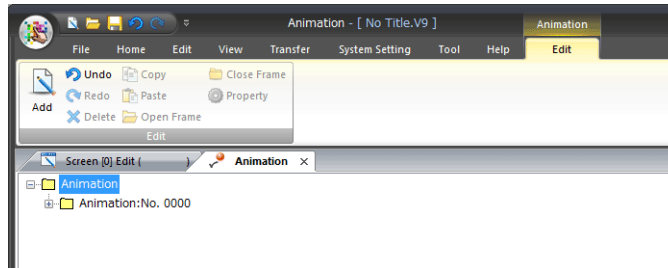 Animation - [ No Title.V9 ]
Animation
File Home Edit View Transfer System Setting Tool Help Edit
Add
Undo Copy Close Frame
Redo Paste Property
Delete Open Frame
Edit
Screen [0] Edit ( ) Animation ×
Animation
Animation:No. 0000